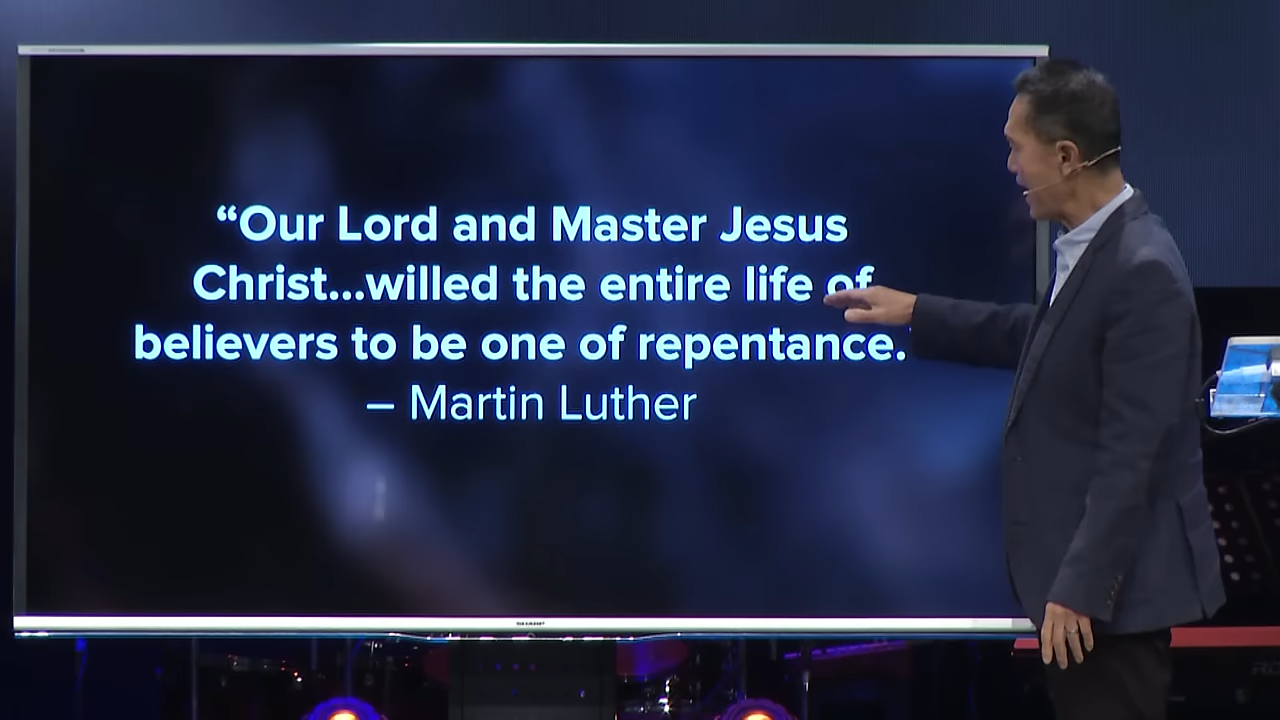 “Our Lord and Master Jesus
Christ...willed the entire life of
believers to be one of repentance.
– Martin Luther